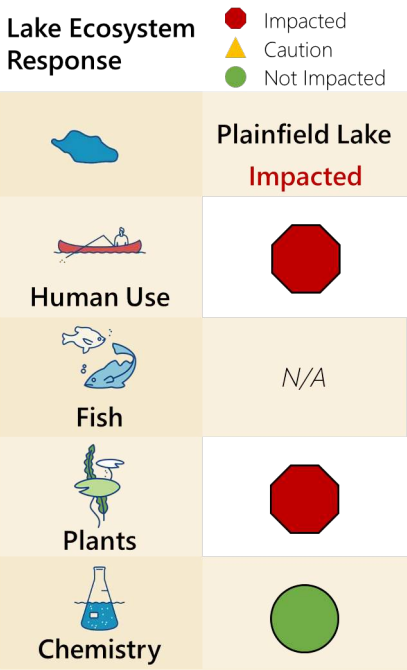 Lake Ecosystem
Response
Impacted
Caution
Not Impacted
Plainfield Lake
Impacted
Human Use
Fish
N/A
Plants
Chemistry